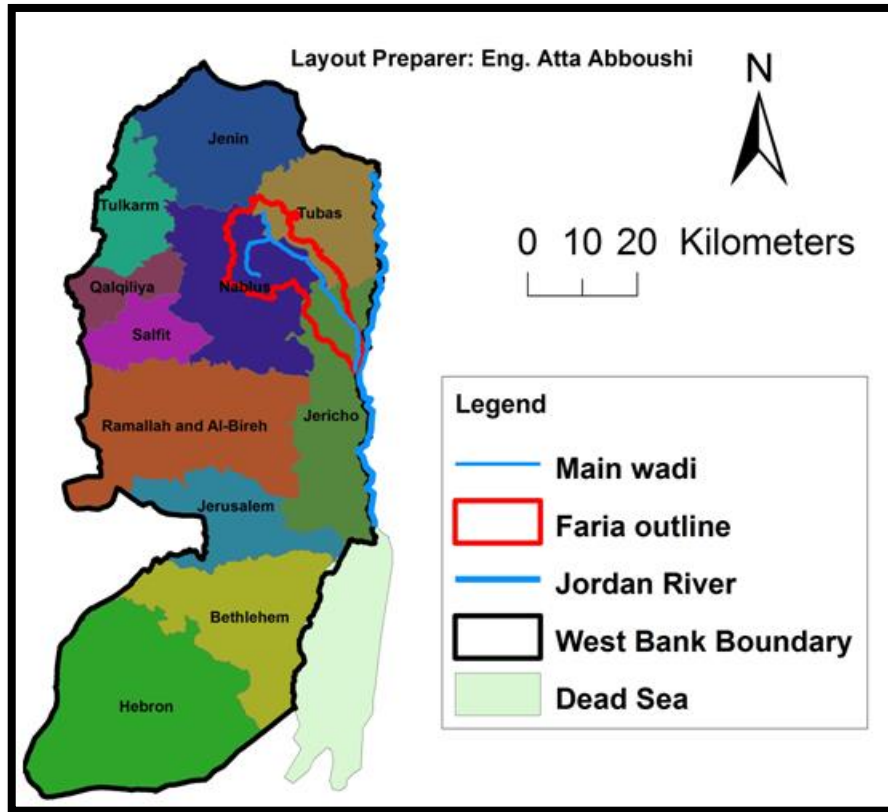 Layout Preparer: Eng. Atta Abboushi
N
Jenin
Tulkarm
Tubas
0 10 20 Kilometers
Qalqiliya
Nablus
Salfit
Jericho
Ramallah and Al-Bireh
Jerusalem
Bethlehem
Hebron
Legend
Main wadi
Faria outline
Jordan River
West Bank Boundary
Dead Sea